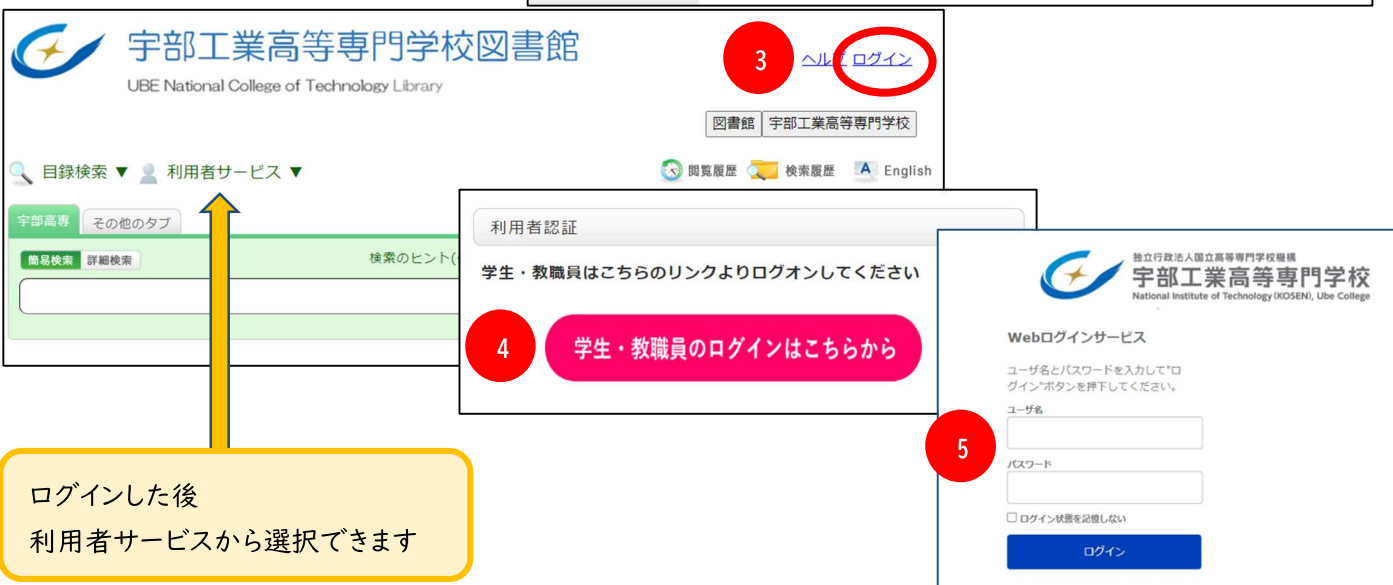 宇部工業高等専門学校図書館
UBE National College of Technology Library
3
ヘルプ ログイン
図書館 宇部工業高等専門学校
目録検索 ▼ 利用者サービス ▼
閲覧履歴 検索履歴 A English
宇部高専 その他のタブ
簡易検索 詳細検索
検索のヒント(
利用者認証
学生・教職員はこちらのリンクよりログオンしてください
4
学生・教職員のログインはこちらから
独立行政法人国立高等専門学校機構
宇部工業高等専門学校
National Institute of Technology (KOSEN), Ube College
Webログインサービス
ユーザ名とパスワードを入力して"ロ
グイン"ボタンを押下してください。
ユーザ名
5
パスワード
ログイン状態を記憶しない
ログイン
ログインした後
利用者サービスから選択できます